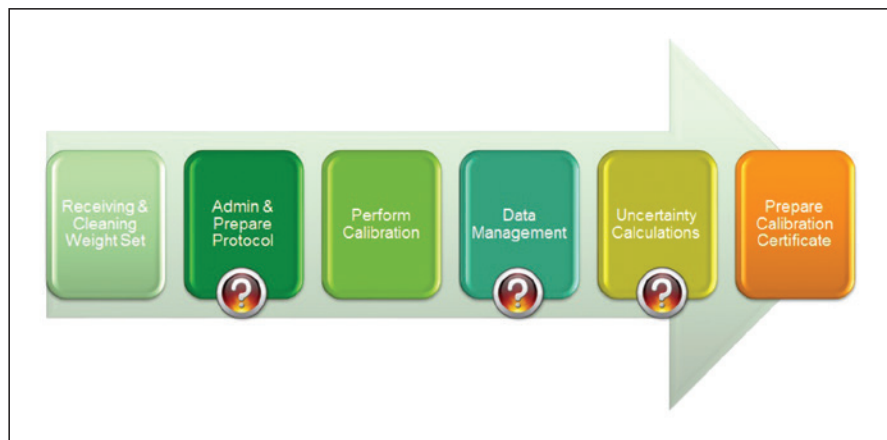 Receiving &
Cleaning
Weight Set
Admin &
Prepare
Protocol
?
Perform
Calibration
Data
Management
?
Uncertainty
Calculations
?
Prepare
Calibration
Certificate